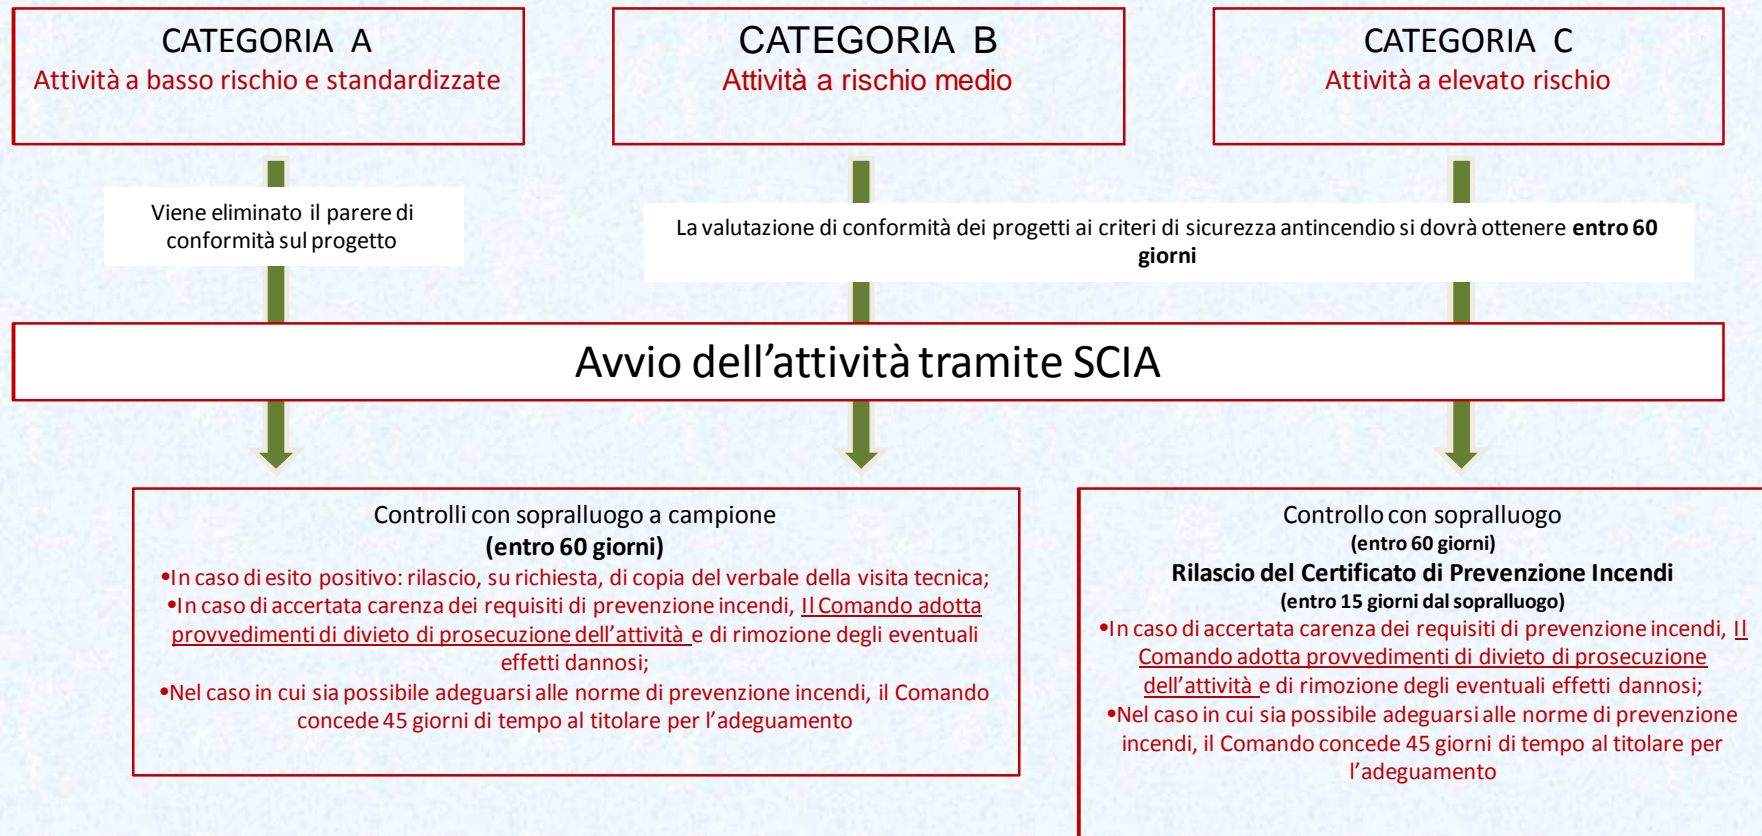 CATEGORIA A
Attività a basso rischio e standardizzate
CATEGORIA B
Attività a rischio medio
CATEGORIA C
Attività a elevato rischio
Viene eliminato il parere di
conformità sul progetto
La valutazione di conformità dei progetti ai criteri di sicurezza antincendio si dovrà ottenere entro 60
giorni
Avvio dell’attività tramite SCIA
Controlli con sopralluogo a campione
(entro 60 giorni)
•In caso di esito positivo: rilascio, su richiesta, di copia del verbale della visita tecnica;
•In caso di accertata carenza dei requisiti di prevenzione incendi, Il Comando adotta
provvedimenti di divieto di prosecuzione dell’attività e di rimozione degli eventuali
effetti dannosi;
•Nel caso in cui sia possibile adeguarsi alle norme di prevenzione incendi, il Comando
concede 45 giorni di tempo al titolare per l’adeguamento
Controllo con sopralluogo
(entro 60 giorni)
Rilascio del Certificato di Prevenzione Incendi
(entro 15 giorni dal sopralluogo)
•In caso di accertata carenza dei requisiti di prevenzione incendi, Il
Comando adotta provvedimenti di divieto di prosecuzione
dell’attività e di rimozione degli eventuali effetti dannosi;
•Nel caso in cui sia possibile adeguarsi alle norme di prevenzione
incendi, il Comando concede 45 giorni di tempo al titolare per
l’adeguamento